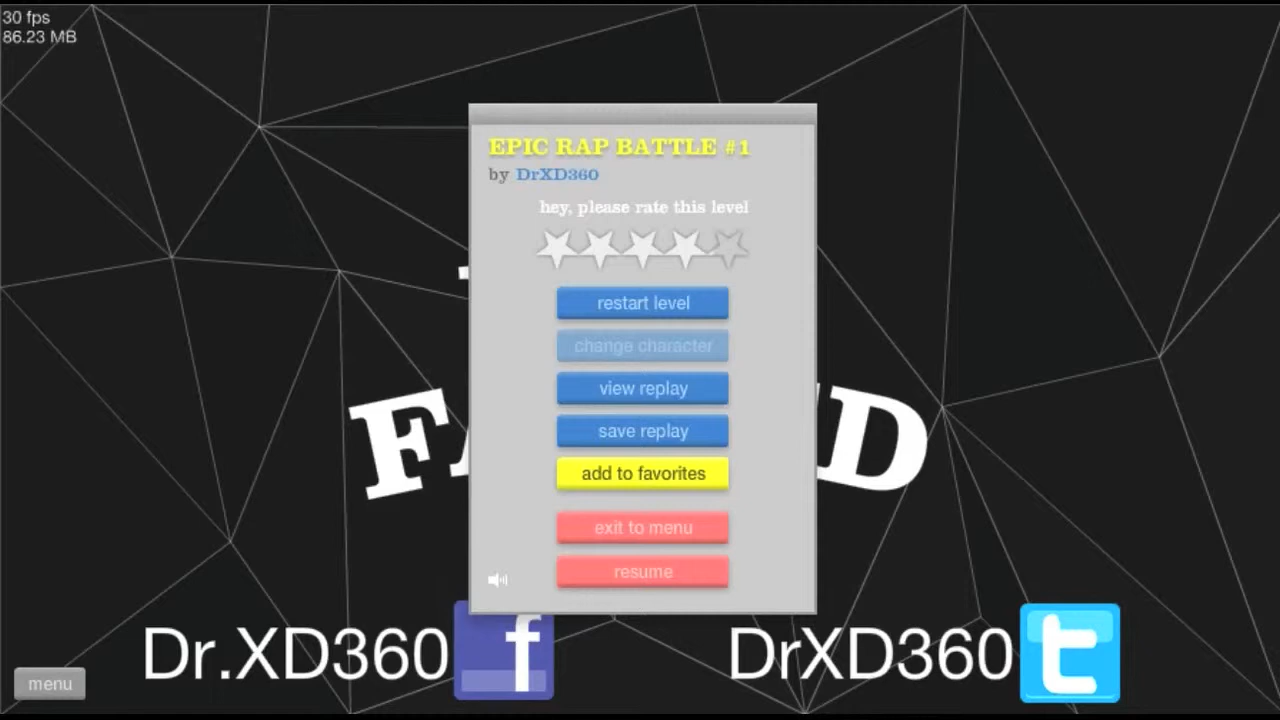 30 fps
86.23 MB
EPIC RAP BATTLE #1
by DrXD360
hey, please rate this level
restart level
change character
view replay
save replay
add to favorites
exit to menu
resume
Dr.XD360 f
DrXD360 t
menu